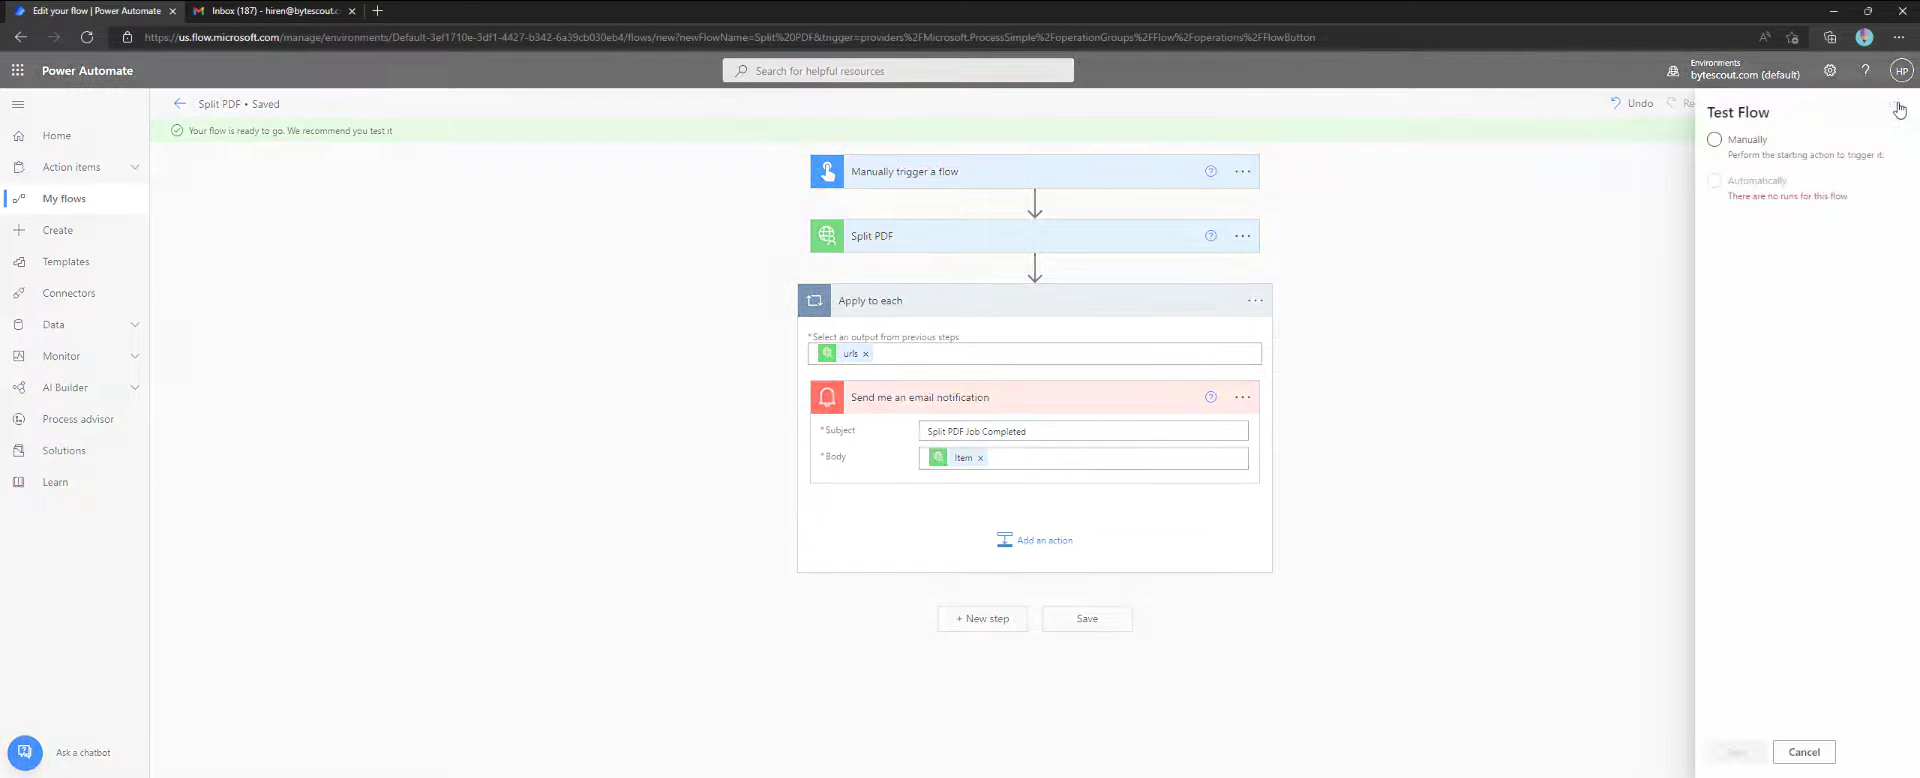 Edit your flow | Power Automate
Inbox (187) - hiren@bytescout.c
https://us.flow.microsoft.com/manage/environments/Default-3ef1710e-3df1-4427-b342-6a39cb030eb4/flows/new?newFlowName=Split%20PDF&trigger=providers%2FMicrosoft.ProcessSimple%2FoperationGroups%2FFlow%2Foperations%2FFlowButton
Power Automate
Search for helpful resources
Environments
bytescout.com (default)
HP
Split PDF • Saved
Undo
Re
Your flow is ready to go. We recommend you test it
Home
Action items
My flows
Create
Templates
Connectors
Data
Monitor
AI Builder
Process advisor
Solutions
Learn
Ask a chatbot
Manually trigger a flow
Split PDF
Apply to each
*Select an output from previous steps
urls ×
Send me an email notification
*Subject
Split PDF Job Completed
*Body
Item ×
Add an action
+ New step
Save
Test Flow
Manually
Perform the starting action to trigger it.
Automatically
There are no runs for this flow
Cancel